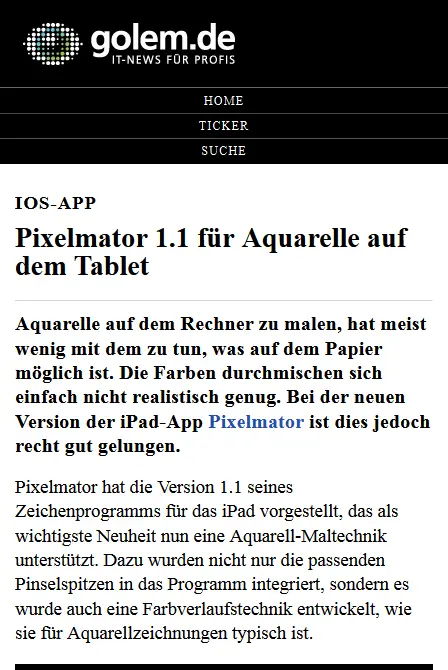 golem.de
IT-NEWS FÜR PROFIS
HOME
TICKER
SUCHE
IOS-APP
Pixelmator 1.1 für Aquarelle auf
dem Tablet
Aquarelle auf dem Rechner zu malen, hat meist
wenig mit dem zu tun, was auf dem Papier
möglich ist. Die Farben durchmischen sich
einfach nicht realistisch genug. Bei der neuen
Version der iPad-App Pixelmator ist dies jedoch
recht gut gelungen.
Pixelmator hat die Version 1.1 seines
Zeichenprogramms für das iPad vorgestellt, das als
wichtigste Neuheit nun eine Aquarell-Maltechnik
unterstützt. Dazu wurden nicht nur die passenden
Pinselspitzen in das Programm integriert, sondern es
wurde auch eine Farbverlaufstechnik entwickelt, wie
sie für Aquarellzeichnungen typisch ist.